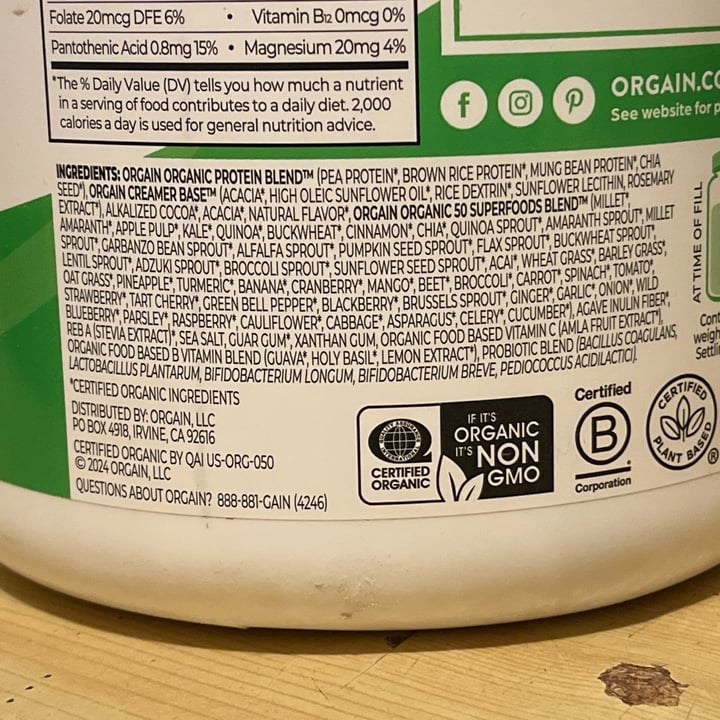 Folate 20mcg DFE 6% • Vitamin B12 0mcg 0%
Pantothenic Acid 0.8mg 15% • Magnesium 20mg 4%
*The % Daily Value (DV) tells you how much a nutrient
in a serving of food contributes to a daily diet. 2,000
calories a day is used for general nutrition advice.
ORGAIN.CO
See website for p
INGREDIENTS: ORGAIN ORGANIC PROTEIN BLEND™ (PEA PROTEIN*, BROWN RICE PROTEIN*, MUNG BEAN PROTEIN*, CHIA
SEED*), ORGAIN CREAMER BASE™ (ACACIA*, HIGH OLEIC SUNFLOWER OIL*, RICE DEXTRIN*, SUNFLOWER LECITHIN, ROSEMARY
EXTRACT*), ALKALIZED COCOA*, ACACIA*, NATURAL FLAVOR*, ORGAIN ORGANIC 50 SUPERFOODS BLEND™ (MILLET*,
AMARANTH*, APPLE PULP*, KALE*, QUINOA*, BUCKWHEAT*, CINNAMON*, CHIA*, QUINOA SPROUT*, AMARANTH SPROUT*, MILLET
SPROUT*, GARBANZO BEAN SPROUT*, ALFALFA SPROUT*, PUMPKIN SEED SPROUT*, FLAX SPROUT*, BUCKWHEAT SPROUT*,
LENTIL SPROUT*, ADZUKI SPROUT*, BROCCOLI SPROUT*, SUNFLOWER SEED SPROUT*, ACAI*, WHEAT GRASS*, BARLEY GRASS*,
OAT GRASS*, PINEAPPLE*, TURMERIC*, BANANA*, CRANBERRY*, MANGO*, BEET*, BROCCOLI*, CARROT*, SPINACH*, TOMATO*,
STRAWBERRY*, TART CHERRY*, GREEN BELL PEPPER*, BLACKBERRY*, BRUSSELS SPROUT*, GINGER*, GARLIC*, ONION*, WILD
BLUEBERRY*, PARSLEY*, RASPBERRY*, CAULIFLOWER*, CABBAGE*, ASPARAGUS*, CELERY*, CUCUMBER*), AGAVE INULIN FIBER*,
REB A (STEVIA EXTRACT)*, SEA SALT, GUAR GUM*, XANTHAN GUM, ORGANIC FOOD BASED VITAMIN C (AMLA FRUIT EXTRACT*),
ORGANIC FOOD BASED B VITAMIN BLEND (GUAVA*, HOLY BASIL*, LEMON EXTRACT*), PROBIOTIC BLEND (BACILLUS COAGULANS,
LACTOBACILLUS PLANTARUM, BIFIDOBACTERIUM LONGUM, BIFIDOBACTERIUM BREVE, PEDIOCOCCUS ACIDILACTICI).
*CERTIFIED ORGANIC INGREDIENTS
DISTRIBUTED BY: ORGAIN, LLC
PO BOX 4918, IRVINE, CA 92616
CERTIFIED ORGANIC BY QAI US-ORG-050
© 2024 ORGAIN, LLC
QUESTIONS ABOUT ORGAIN? 888-881-GAIN (4246)
QUALITY ASSURANCE INTERNATIONAL
CERTIFIED
ORGANIC
IF IT'S
ORGANIC
IT'S NON
GMO
Certified
B
Corporation
CERTIFIED
PLANT BASED
®
AT TIME OF FILL
Cont
weigh
Settli